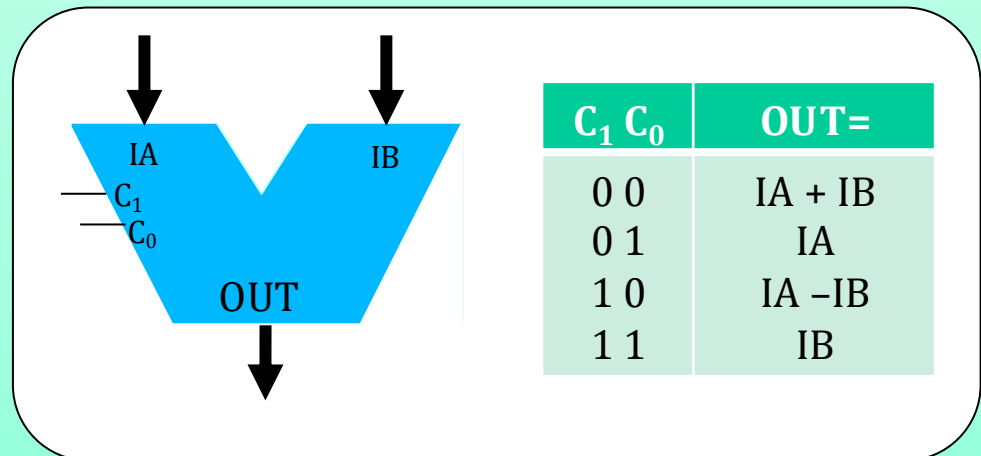 IA
IB
C₁
C₀
OUT
C₁ C₀ OUT=
0 0 IA + IB
0 1 IA
1 0 IA –IB
1 1 IB